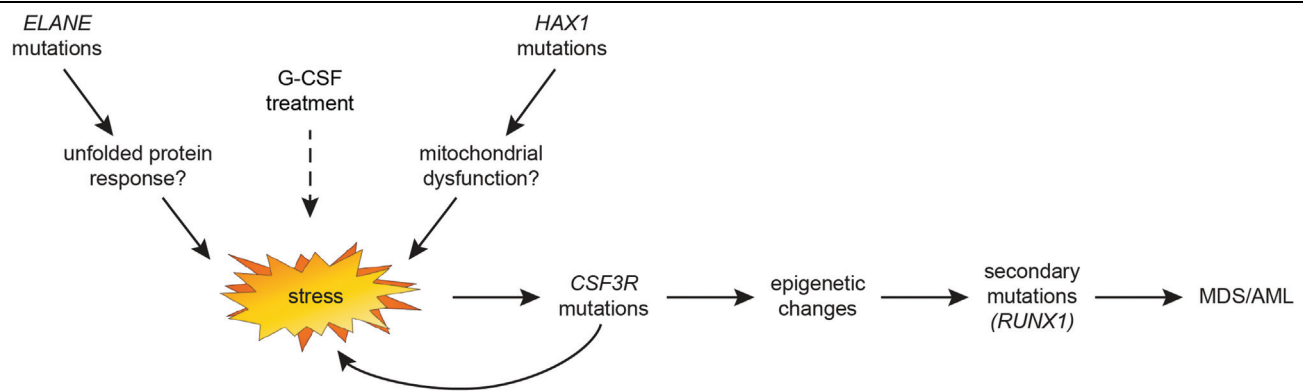 ELANE
mutations
HAX1
mutations
G-CSF
treatment
unfolded protein
response?
mitochondrial
dysfunction?
stress
CSF3R
mutations
epigenetic
changes
secondary
mutations
(RUNX1)
MDS/AML